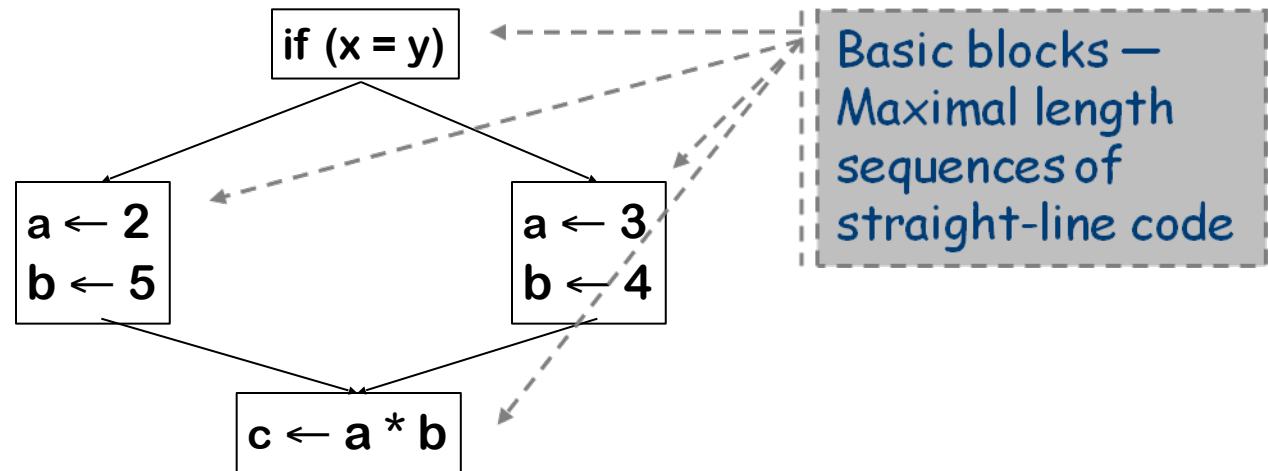 if (x = y)
Basic blocks —
Maximal length
sequences of
straight-line code
a ← 2
b ← 5
a ← 3
b ← 4
c ← a * b